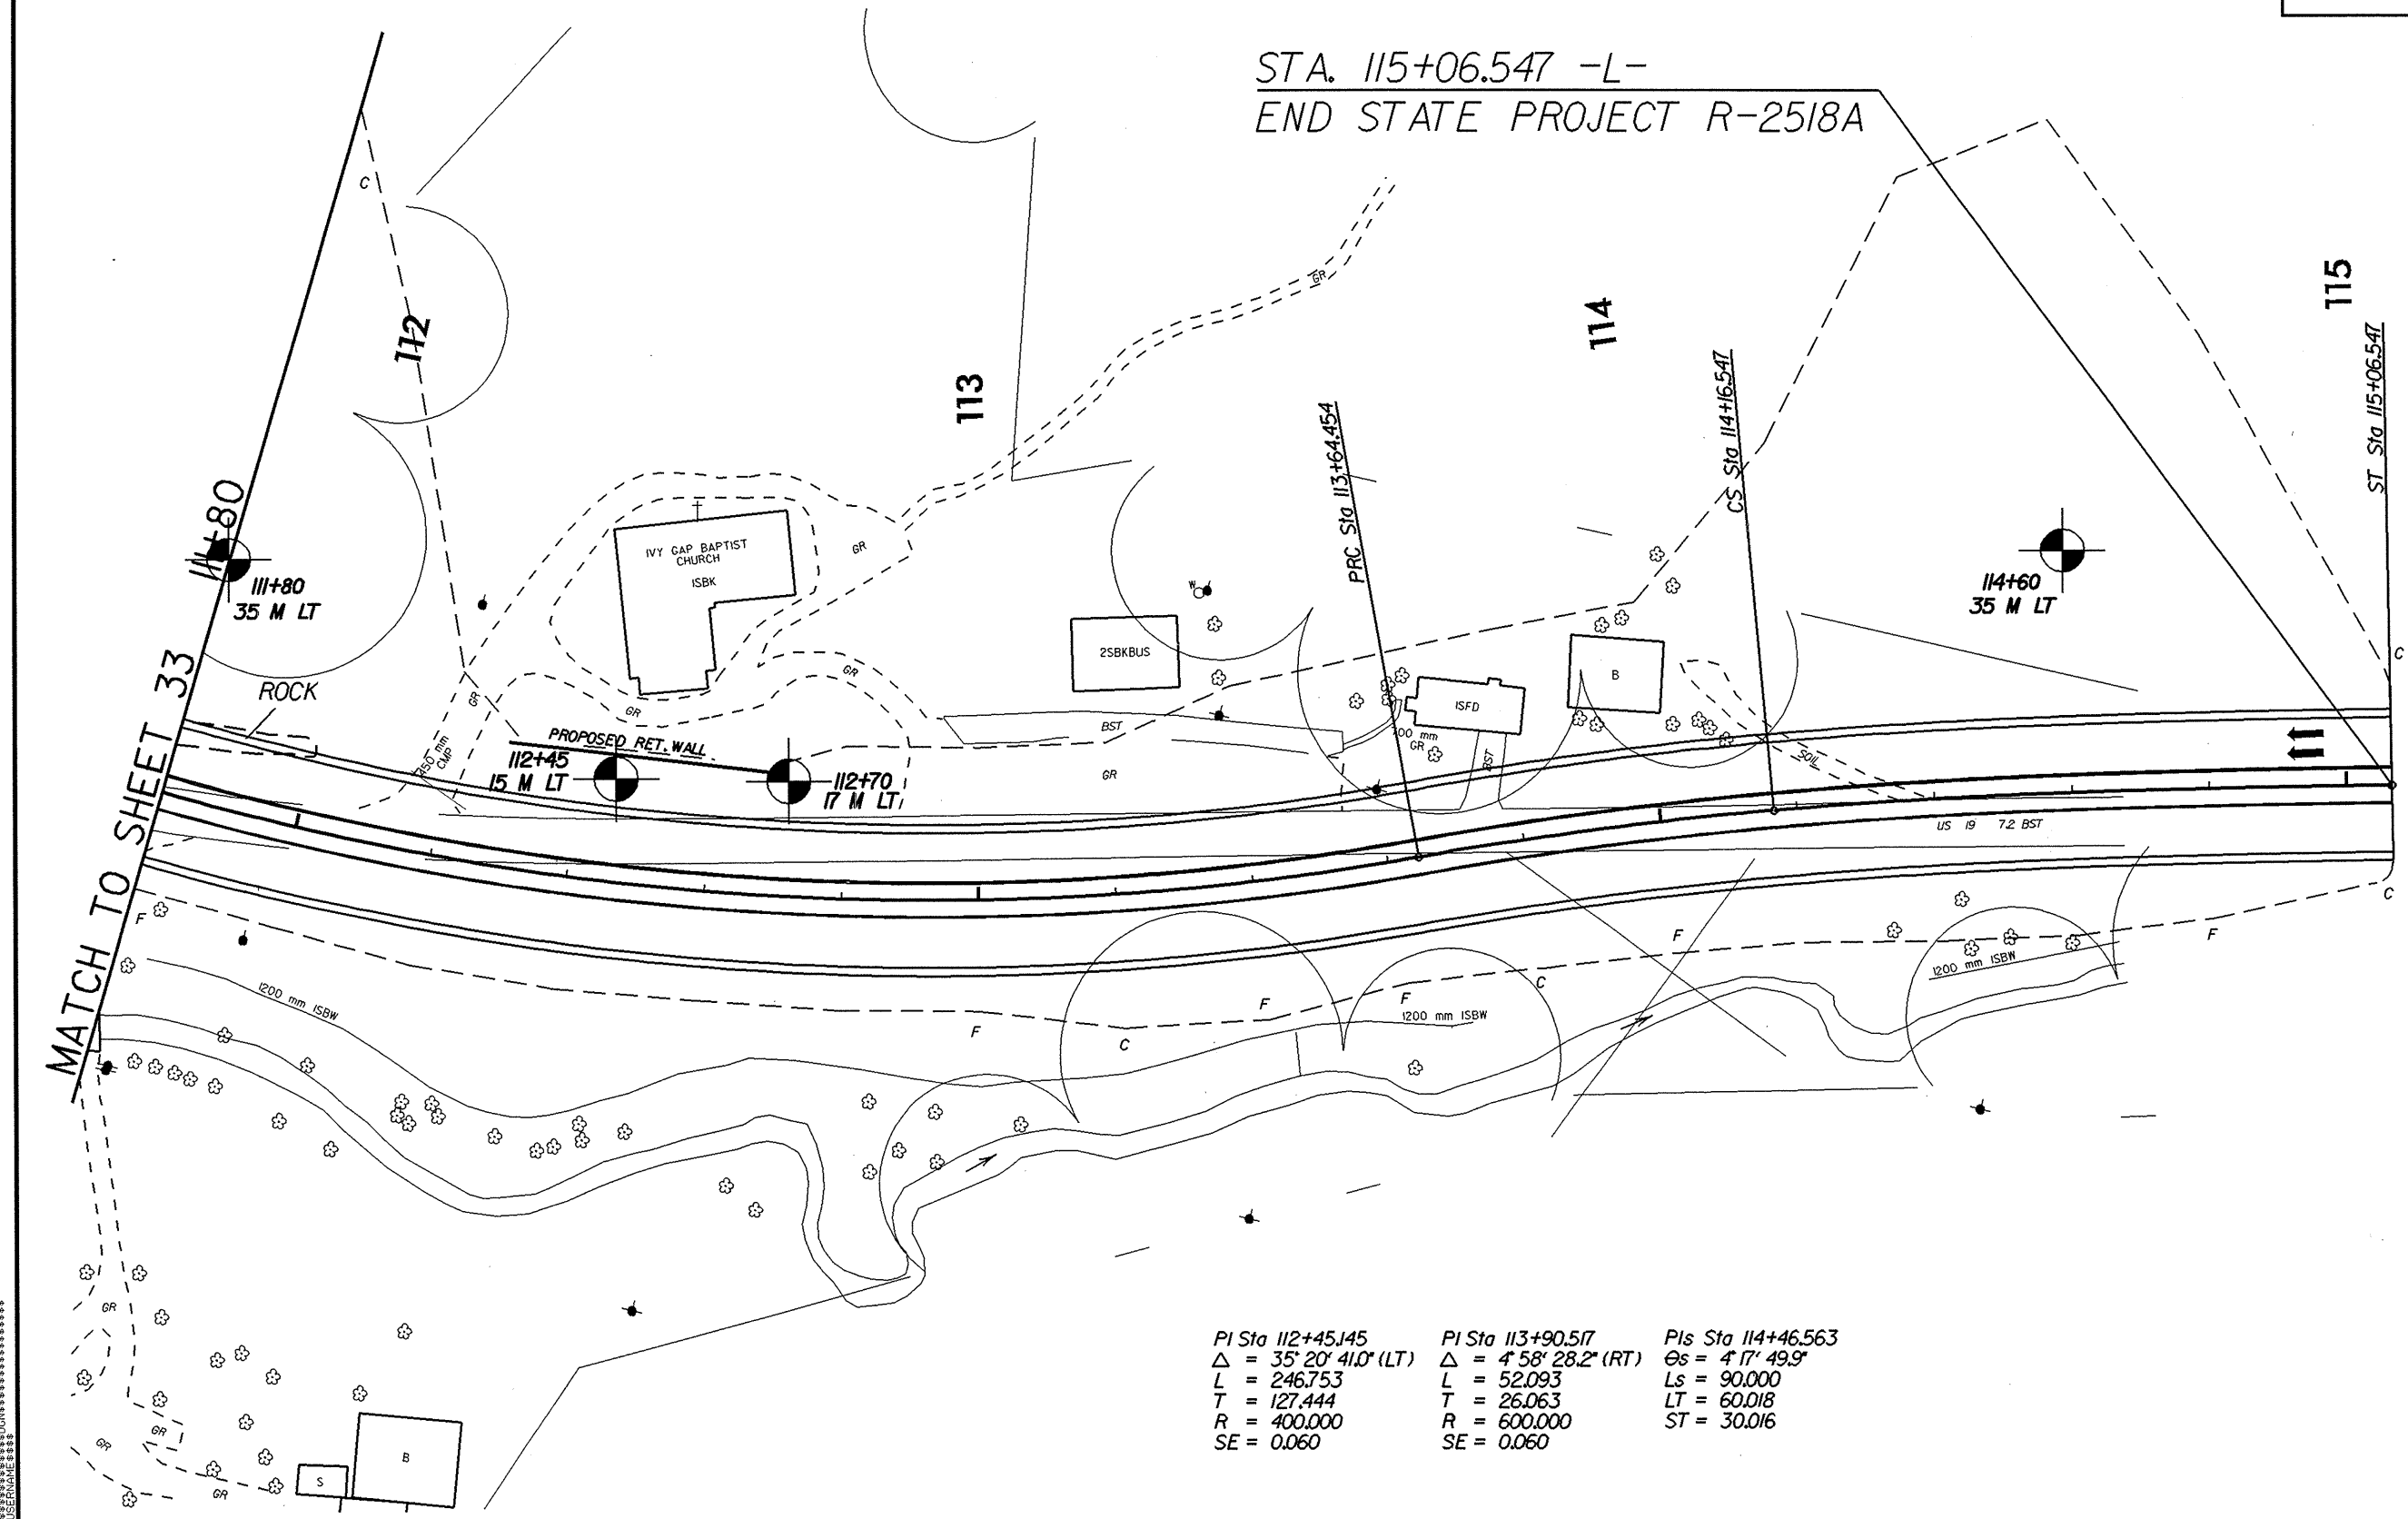 STA. 115+06.547 -L-
END STATE PROJECT R-2518A
C
112
113
114
115
GR
PRC Sta 113+64.454
CS Sta 114+16.547
ST Sta 115+06.547
11+80
111+80
35 M LT
IVY GAP BAPTIST
CHURCH
1SBK
GR
W
2SBKBUS
114+60
35 M LT
MATCH TO SHEET 33
ROCK
GR
GR
GR
B
C
1SFD
BST
PROPOSED RET. WALL
450 mm
CMP
112+45
15 M LT
112+70
17 M LT
GR
GR
BST
SOIL
US 19 7.2 BST
F
F
F
C
1200 mm ISBW
1200 mm ISBW
C
F
F
1200 mm ISBW
F
C
GR
GR
GR
GR
S
B
PI Sta 112+45.145
Δ = 35° 20' 41.0" (LT)
L = 246.753
T = 127.444
R = 400.000
SE = 0.060
PI Sta 113+90.517
Δ = 4° 58' 28.2" (RT)
L = 52.093
T = 26.063
R = 600.000
SE = 0.060
PIs Sta 114+46.563
Θs = 4° 17' 49.9"
Ls = 90.000
LT = 60.018
ST = 30.016